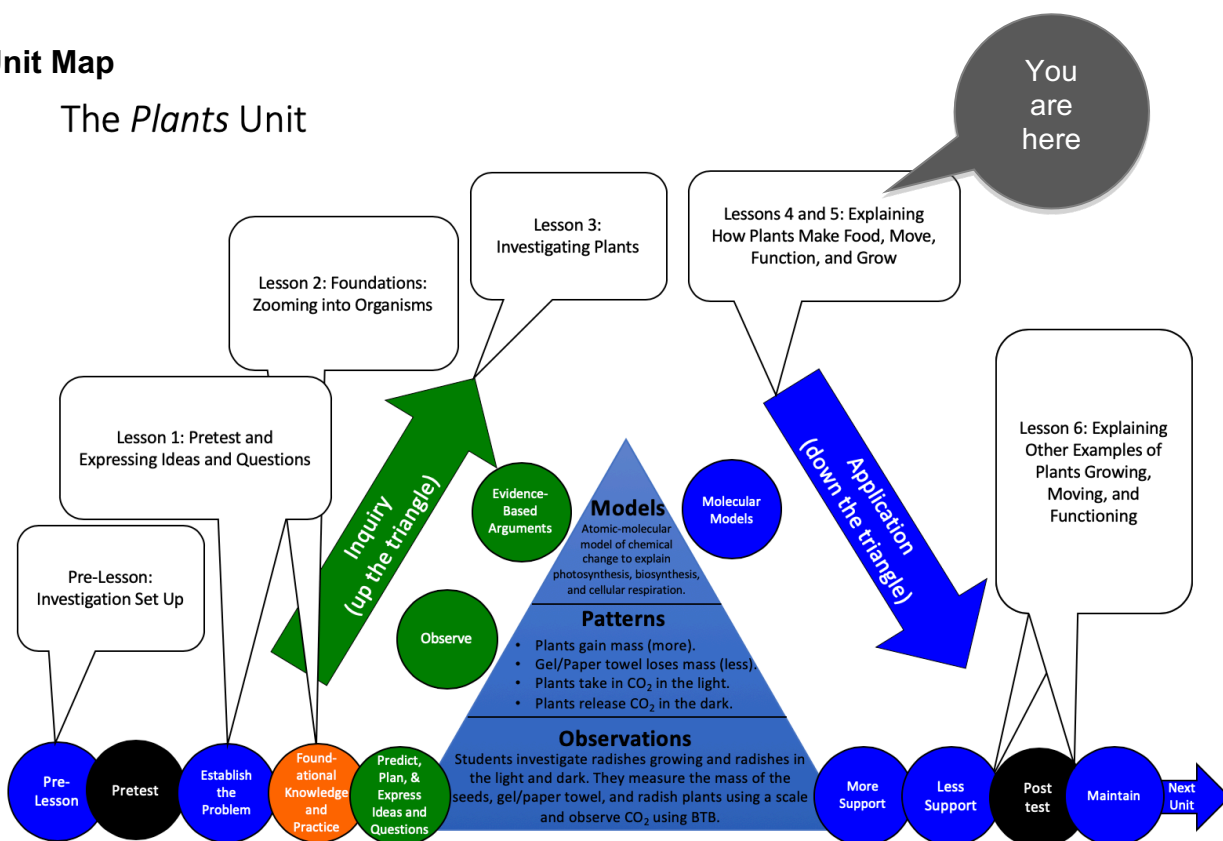 Unit Map
The Plants Unit
You
are
here
Lesson 3:
Investigating Plants
Lessons 4 and 5: Explaining
How Plants Make Food, Move,
Function, and Grow
Lesson 2: Foundations:
Zooming into Organisms
Lesson 1: Pretest and
Expressing Ideas and Questions
Pre-Lesson:
Investigation Set Up
Lesson 6: Explaining
Other Examples of
Plants Growing,
Moving, and
Functioning
Inquiry
(up the triangle)
Application
(down the triangle)
Evidence-
Based
Arguments
Observe
Molecular
Models
Models
Atomic-molecular
model of chemical
change to explain
photosynthesis, biosynthesis,
and cellular respiration.
Patterns
• Plants gain mass (more).
• Gel/Paper towel loses mass (less).
• Plants take in CO₂ in the light.
• Plants release CO₂ in the dark.
Observations
Students investigate radishes growing and radishes in
the light and dark. They measure the mass of the
seeds, gel/paper towel, and radish plants using a scale
and observe CO₂ using BTB.
Pre-
Lesson
Pretest
Establish
the
Problem
Found-
ational
Knowledge
and
Practice
Predict,
Plan, &
Express
Ideas and
Questions
More
Support
Less
Support
Post
test
Maintain
Next
Unit